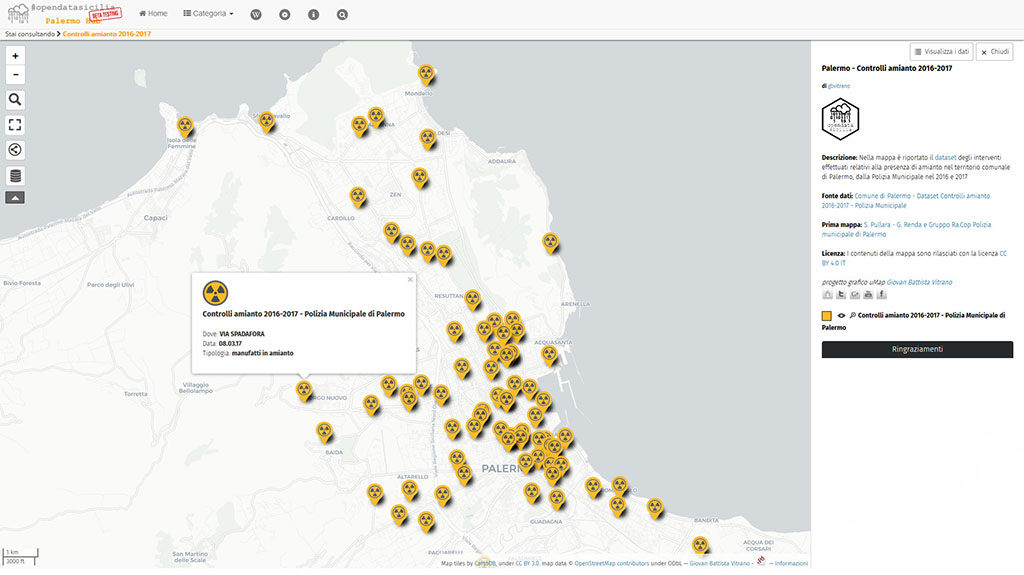 #opendatasicilia
Palermo Hub
BETA TESTING
Home
Categoria
Stai consultando > Controlli amianto 2016-2017
+
−
Visualizza i dati
× Chiudi
Palermo - Controlli amianto 2016-2017
di gbvitrano
opendata
sicilia
Descrizione: Nella mappa è riportato il dataset degli interventi
effettuati relativi alla presenza di amianto nel territorio comunale
di Palermo, dalla Polizia Municipale nel 2016 e 2017
Fonte dati: Comune di Palermo - Dataset Controlli amianto
2016-2017 - Polizia Municipale
Prima mappa: S. Pullara - G. Renda e Gruppo Ra.Cop Polizia
municipale di Palermo
Licenza: I contenuti della mappa sono rilasciati con la licenza CC
BY 4.0 IT
progetto grafico uMap Giovan Battista Vitrano
Controlli amianto 2016-2017 - Polizia Municipale di
Palermo
Ringraziamenti
Mondello
Isola delle
Femmine
ADDAURA
ZEN
CARDILLO
Capaci
Bivio Foresta
Parco degli Ulivi
RESUTTANA
ARENELLA
ACQUASANTA
×
Controlli amianto 2016-2017 - Polizia Municipale di Palermo
Dove: VIA SPADAFORA
Data: 08.03.17
Tipologia: manufatti in amianto
Torretta
Villaggio
Bellolampo
BORGO NUOVO
BAIDA
PALERMO
ALTARELLO
GUADAGNA
BANDITA
ACQUA DEI
CORSARI
San Martino
delle Scale
PAGLIARELLI
1 km
3000 ft
Map tiles by CartoDB, under CC BY 3.0. map data © OpenStreetMap contributors under ODbL — Giovan Battista Vitrano - — Informazioni